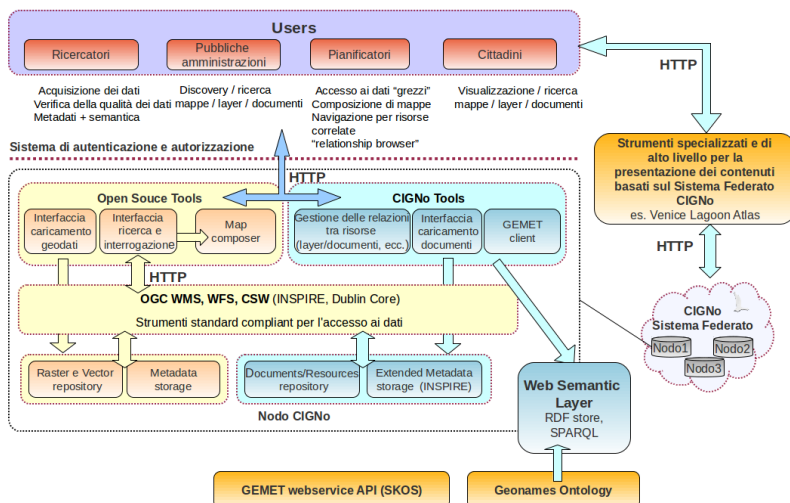 Users
Ricercatori
Pubbliche
amministrazioni
Pianificatori
Cittadini
Acquisizione dei dati
Verifica della qualità dei dati
Metadati + semantica
Discovery / ricerca
mappe / layer / documenti
Accesso ai dati “grezzi”
Composizione di mappe
Navigazione per risorse
correlate
“relationship browser”
Visualizzazione / ricerca
mappe / layer / documenti
HTTP
Sistema di autenticazione e autorizzazione
Strumenti specializzati e di
alto livello per la
presentazione dei contenuti
basati sul Sistema Federato
CIGNo
es. Venice Lagoon Atlas
HTTP
Open Souce Tools
HTTP
CIGNo Tools
Interfaccia
caricamento
geodati
Interfaccia
ricerca e
interrogazione
Map
composer
Gestione delle relazioni
tra risorse
(layer/documenti, ecc.)
Interfaccia
caricamento
documenti
GEMET
client
HTTP
OGC WMS, WFS, CSW (INSPIRE, Dublin Core)
Strumenti standard compliant per l'accesso ai dati
CIGNo
Sistema Federato
Nodo1
Nodo2
Nodo3
Raster e Vector
repository
Metadata
storage
Documents/Resources
repository
Extended Metadata
storage (INSPIRE)
Nodo CIGNo
Web Semantic
Layer
RDF store,
SPARQL
GEMET webservice API (SKOS)
Geonames Ontology